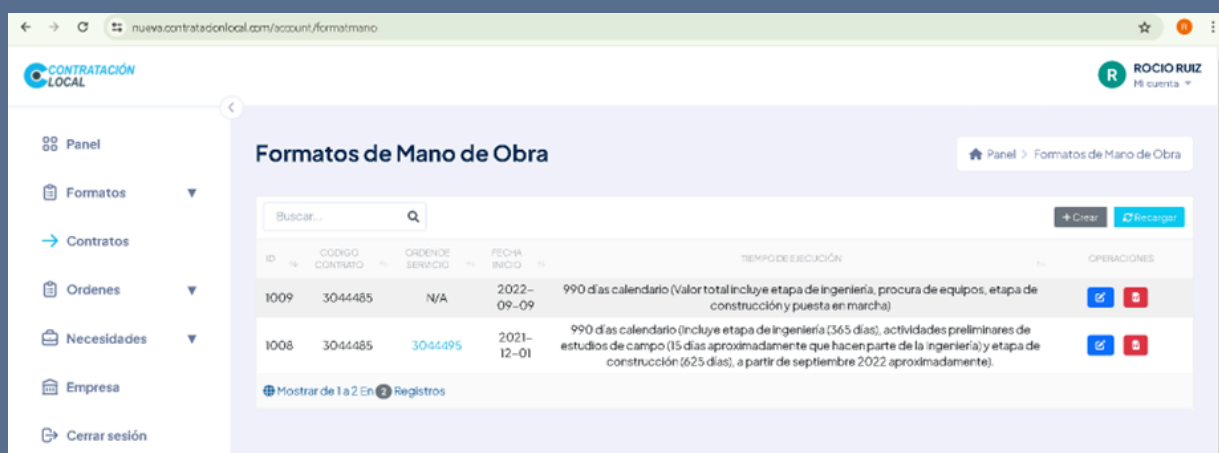 nueva.contratacionlocal.com/account/formatmano
R
CONTRATACIÓN
LOCAL
R
ROCIO RUIZ
Mi cuenta
Panel
Formatos
Contratos
Ordenes
Necesidades
Empresa
Cerrar sesión
Formatos de Mano de Obra
Panel > Formatos de Mano de Obra
Buscar...
+ Crear
Recargar
ID
CODIGO
CONTRATO
ORDEN DE
SERVICIO
FECHA
INICIO
TIEMPO DE EJECUCIÓN
OPERACIONES
1009
3044485
N/A
2022-
09-09
990 días calendario (Valor total incluye etapa de ingeniería, procura de equipos, etapa de
construcción y puesta en marcha)
1008
3044485
3044495
2021-
12-01
990 días calendario (Incluye etapa de ingeniería (365 días), actividades preliminares de
estudios de campo (15 días aproximadamente que hacen parte de la Ingeniería) y etapa de
construcción (625 días), a partir de septiembre 2022 aproximadamente).
Mostrar de 1 a 2 En 2 Registros